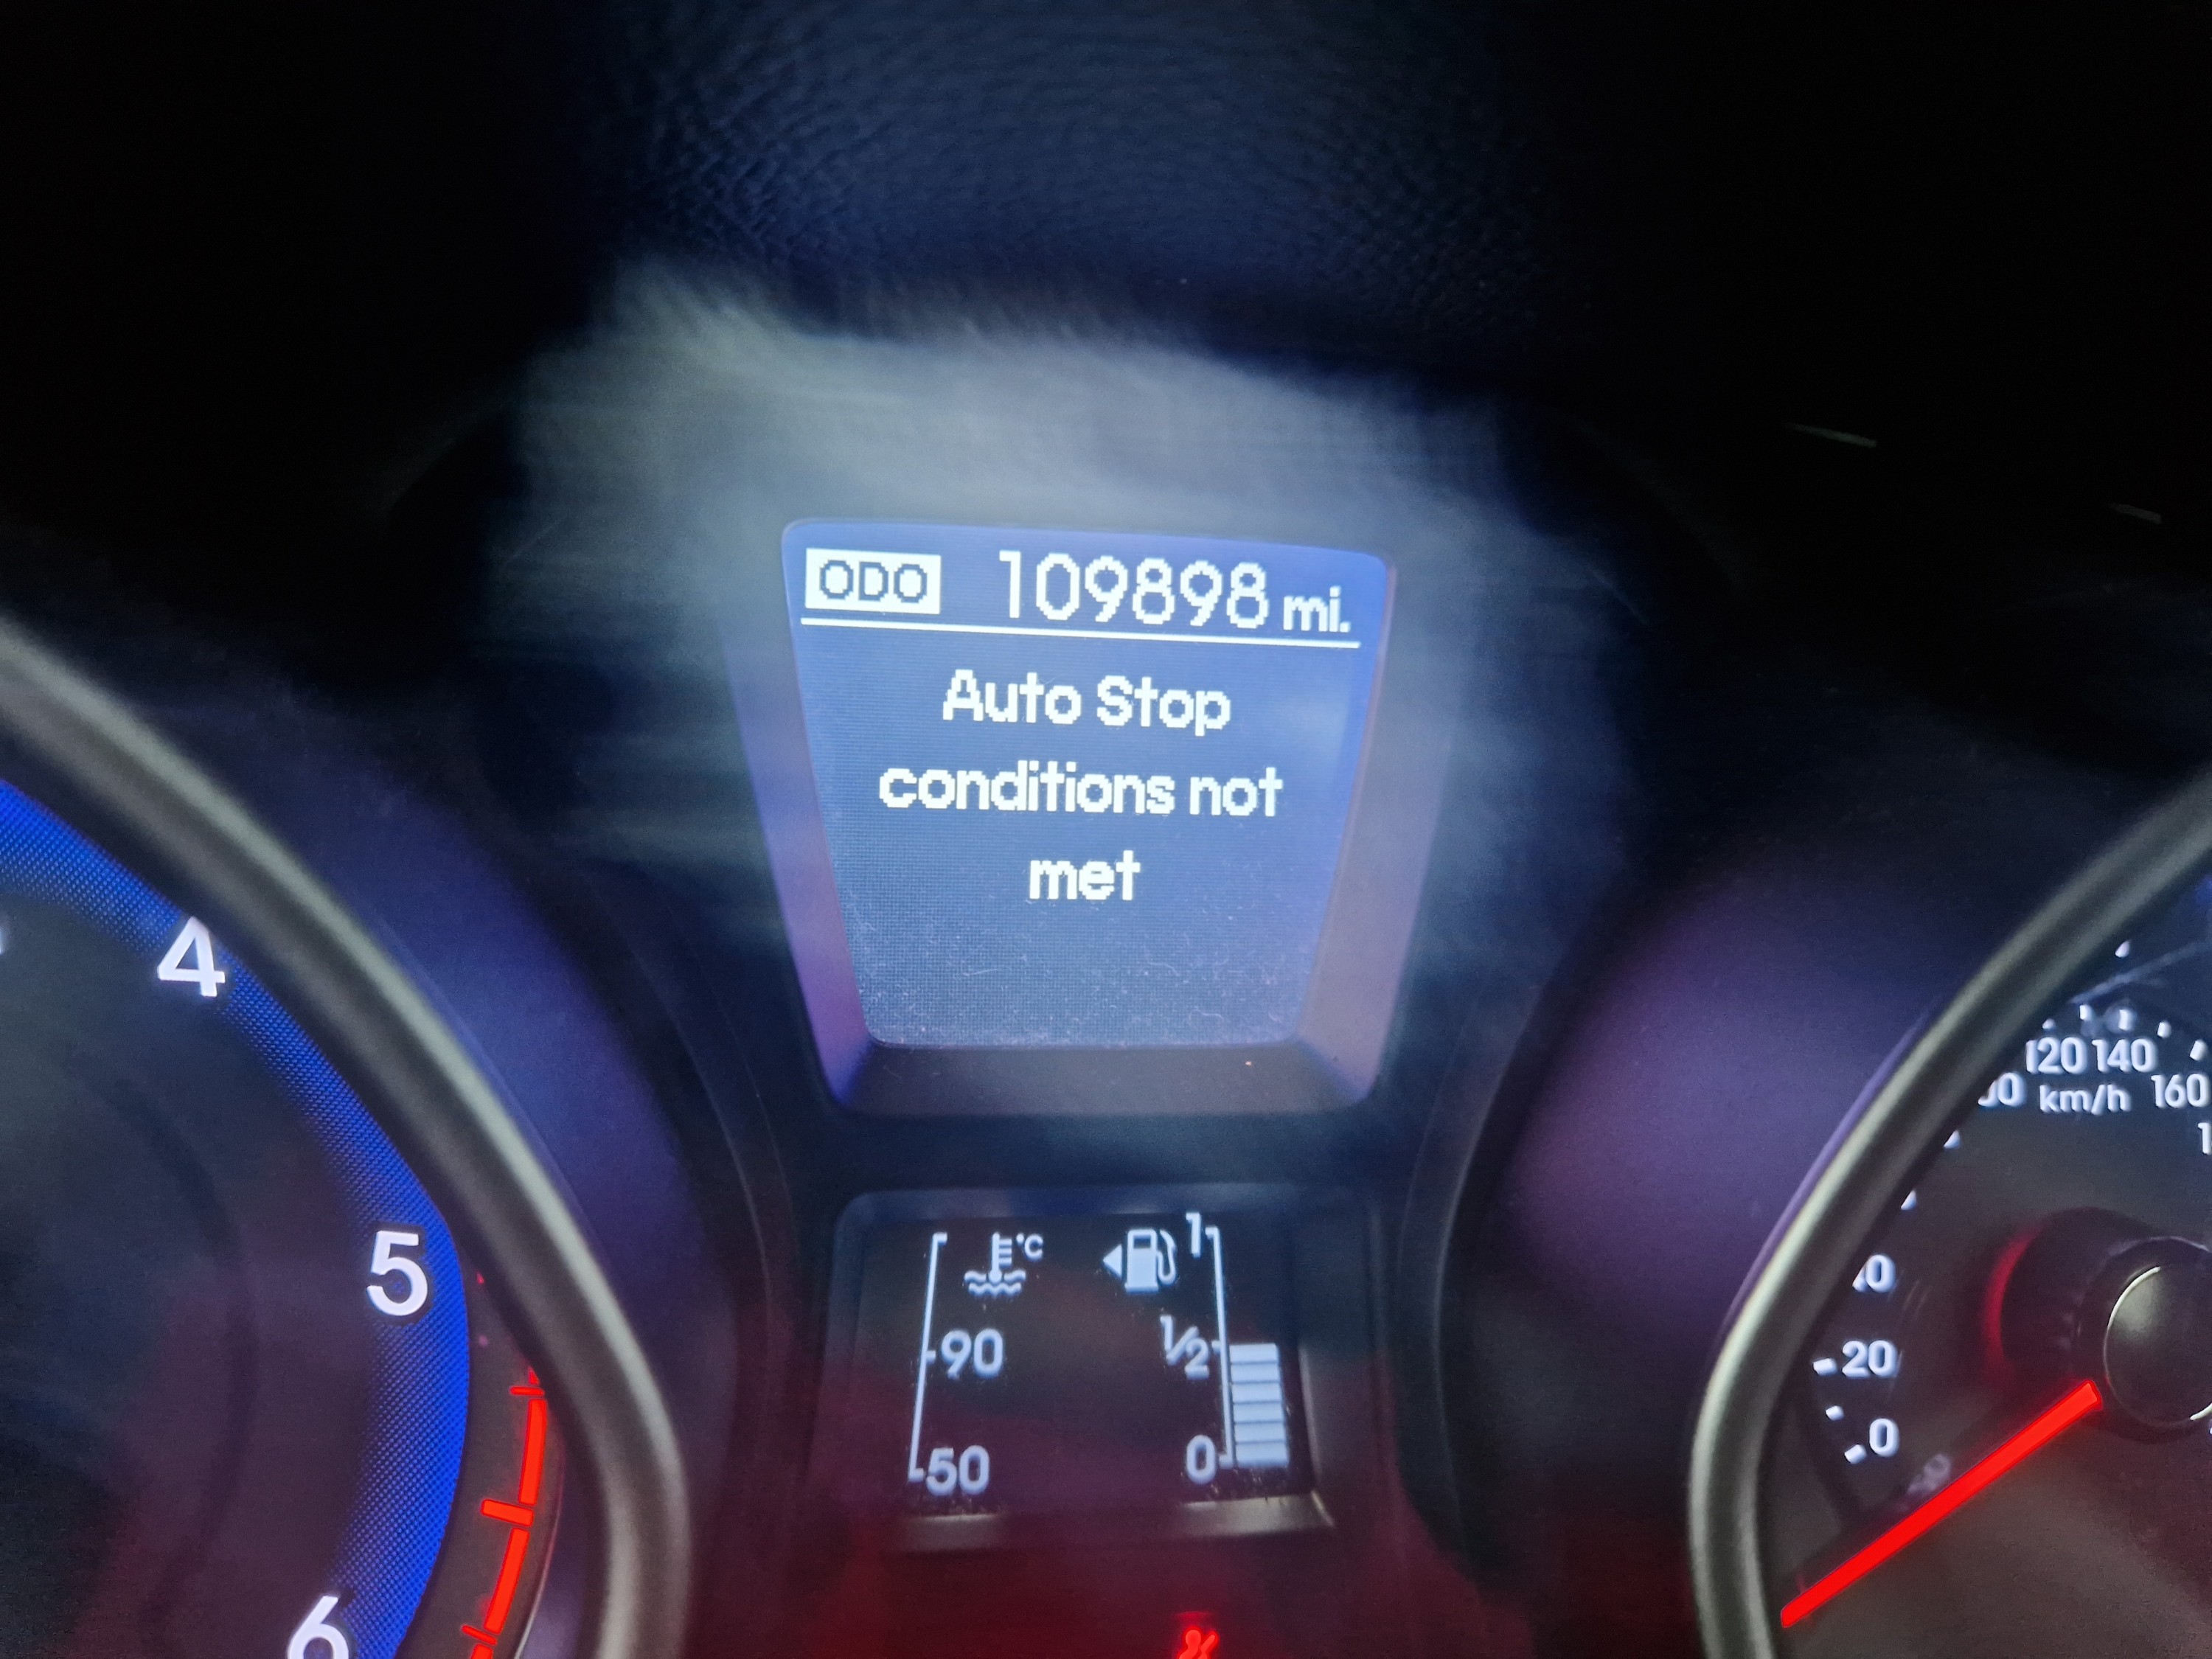 ODO 109898 mi.
Auto Stop
conditions not
met
4
5
6
°C
90
50
1
1/2
0
120 140
km/h 160
20
0